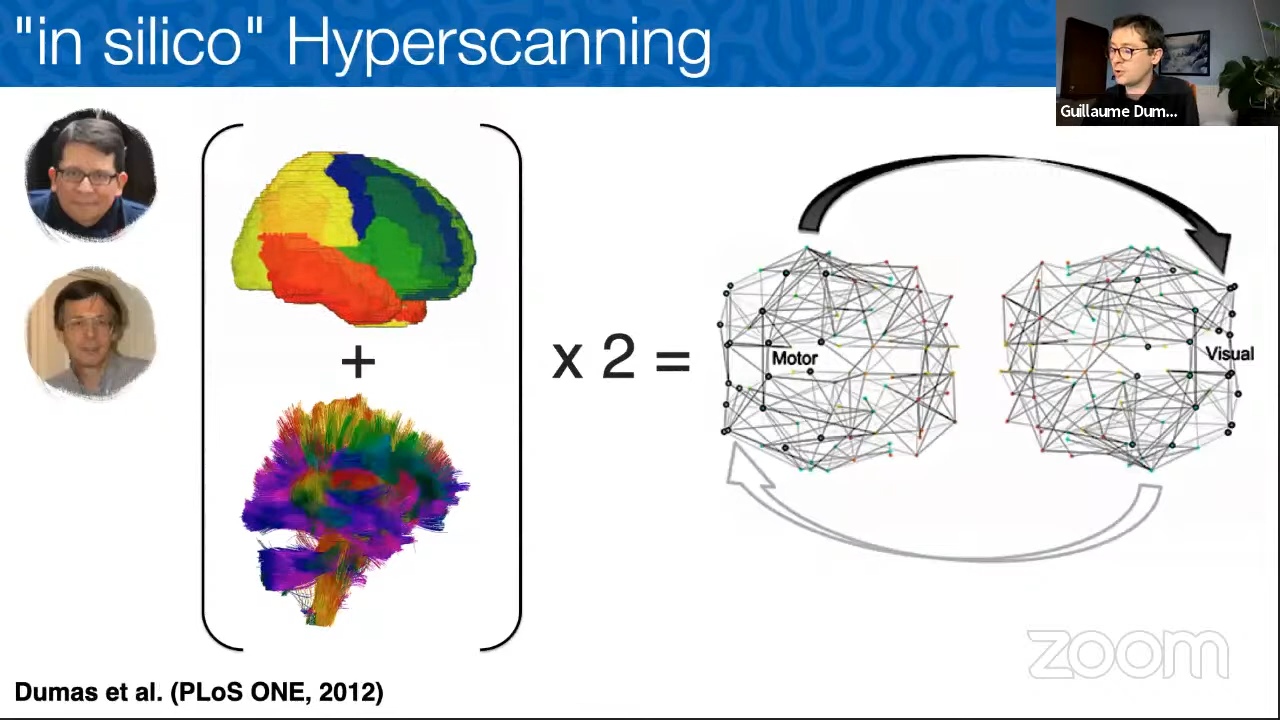 "in silico" Hyperscanning
Guillaume Dum...
+
x 2 =
Motor
Visual
zoom
Dumas et al. (PLoS ONE, 2012)